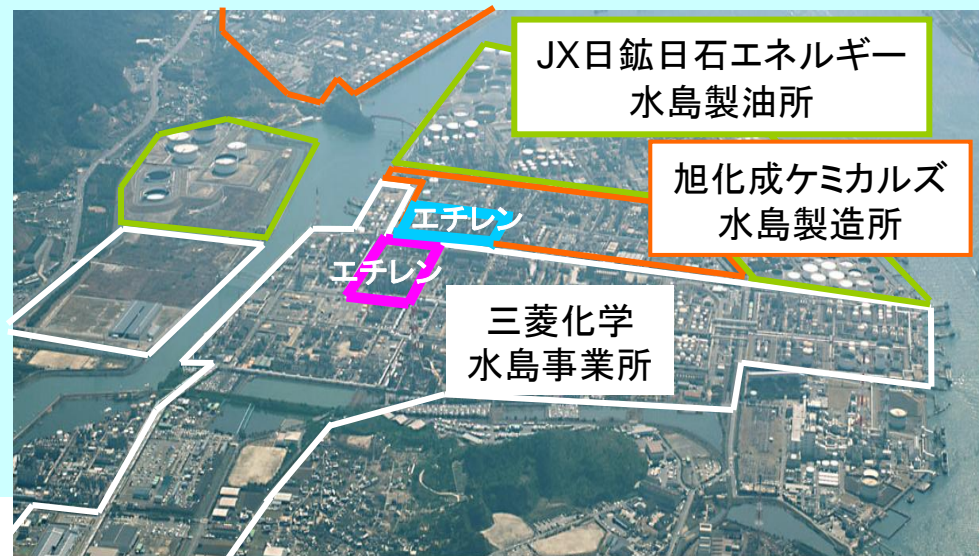 JX日鉱日石エネルギー
水島製油所
旭化成ケミカルズ
水島製造所
エチレン
エチレン
三菱化学
水島事業所